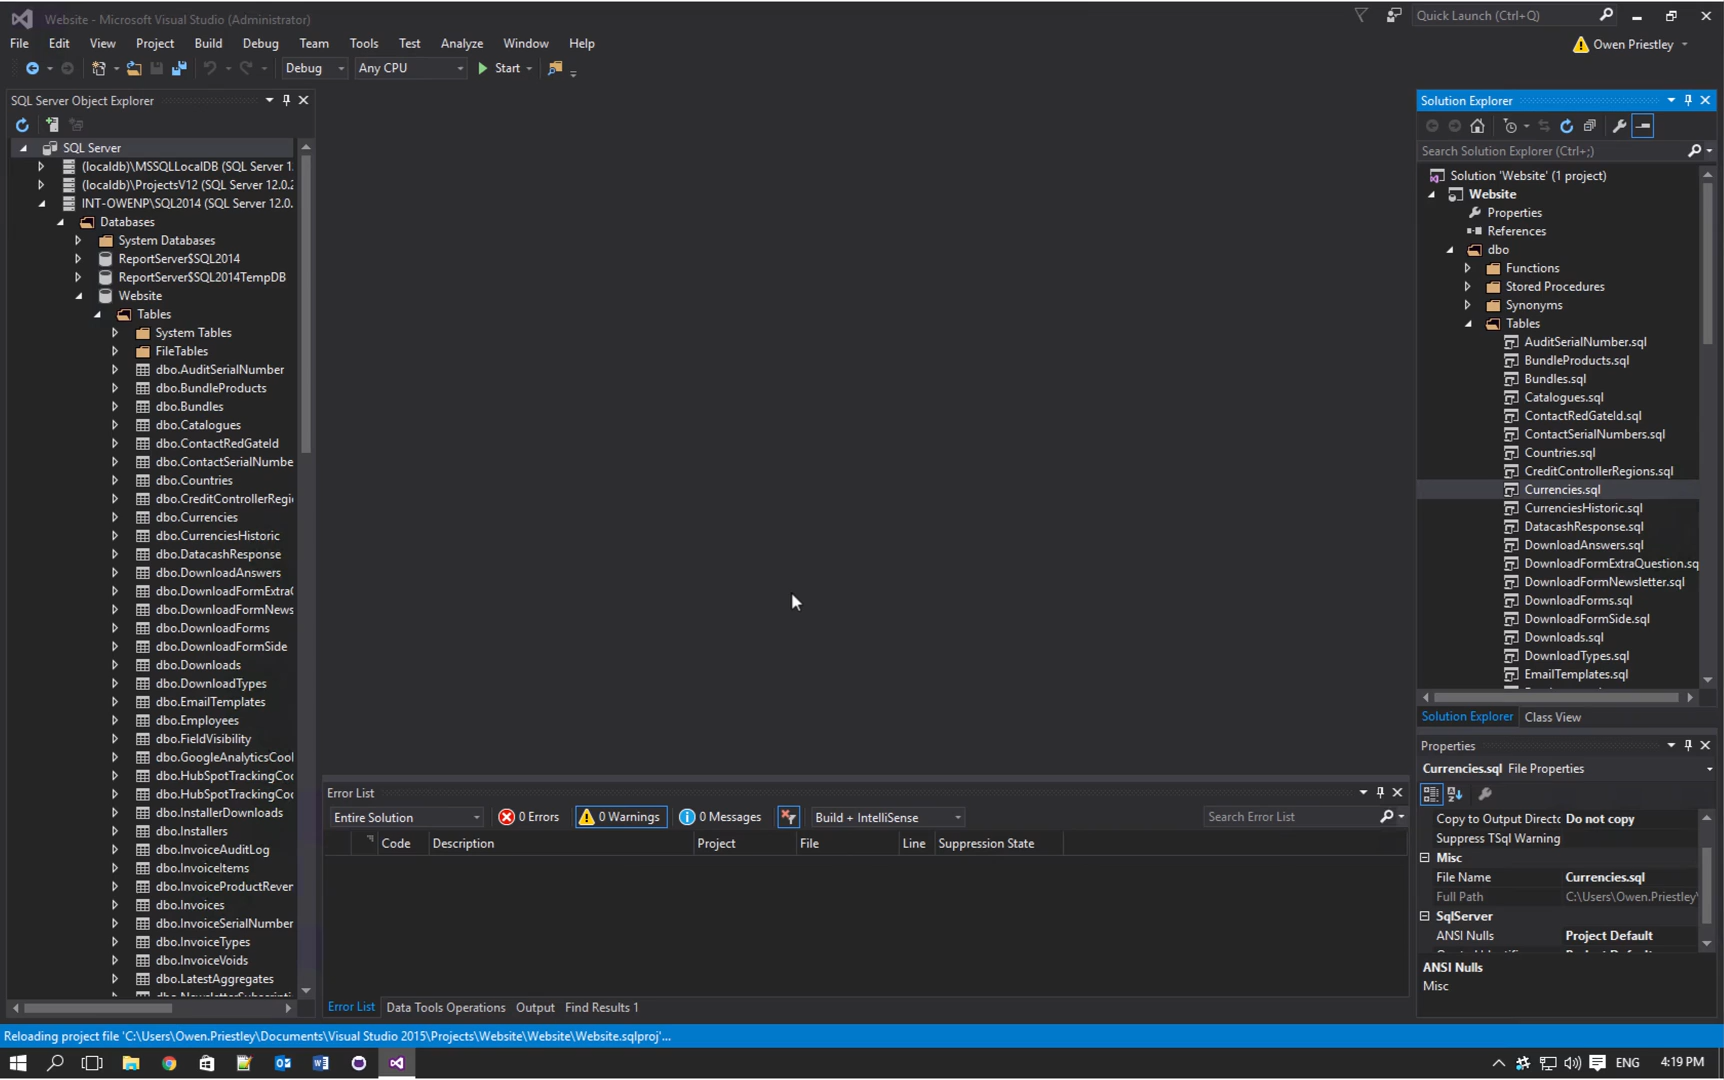 Website - Microsoft Visual Studio (Administrator)
Quick Launch (Ctrl+Q)
File Edit View Project Build Debug Team Tools Test Analyze Window Help
Owen Priestley
Debug Any CPU Start
SQL Server Object Explorer
SQL Server
(localdb)\MSSQLLocalDB (SQL Server 1
(localdb)\ProjectsV12 (SQL Server 12.0.2
INT-OWENP\SQL2014 (SQL Server 12.0.
Databases
System Databases
ReportServer$SQL2014
ReportServer$SQL2014TempDB
Website
Tables
System Tables
FileTables
dbo.AuditSerialNumber
dbo.BundleProducts
dbo.Bundles
dbo.Catalogues
dbo.ContactRedGateId
dbo.ContactSerialNumbe
dbo.Countries
dbo.CreditControllerRegi
dbo.Currencies
dbo.CurrenciesHistoric
dbo.DatacashResponse
dbo.DownloadAnswers
dbo.DownloadFormExtra
dbo.DownloadFormNews
dbo.DownloadForms
dbo.DownloadFormSide
dbo.Downloads
dbo.DownloadTypes
dbo.EmailTemplates
dbo.Employees
dbo.FieldVisibility
dbo.GoogleAnalyticsCool
dbo.HubSpotTrackingCoo
dbo.HubSpotTrackingCoo
dbo.InstallerDownloads
dbo.Installers
dbo.InvoiceAuditLog
dbo.InvoiceItems
dbo.InvoiceProductRever
dbo.Invoices
dbo.InvoiceSerialNumber
dbo.InvoiceTypes
dbo.InvoiceVoids
dbo.LatestAggregates
Error List
Entire Solution 0 Errors 0 Warnings 0 Messages Build + IntelliSense Search Error List
Code Description Project File Line Suppression State
Error List Data Tools Operations Output Find Results 1
Solution Explorer
Search Solution Explorer (Ctrl+;)
Solution 'Website' (1 project)
Website
Properties
References
dbo
Functions
Stored Procedures
Synonyms
Tables
AuditSerialNumber.sql
BundleProducts.sql
Bundles.sql
Catalogues.sql
ContactRedGateId.sql
ContactSerialNumbers.sql
Countries.sql
CreditControllerRegions.sql
Currencies.sql
CurrenciesHistoric.sql
DatacashResponse.sql
DownloadAnswers.sql
DownloadFormExtraQuestion.sq
DownloadFormNewsletter.sql
DownloadForms.sql
DownloadFormSide.sql
Downloads.sql
DownloadTypes.sql
EmailTemplates.sql
Solution Explorer Class View
Properties
Currencies.sql File Properties
Copy to Output Directc Do not copy
Suppress TSql Warning
Misc
File Name Currencies.sql
Full Path C:\Users\Owen.Priestley\
SqlServer
ANSI Nulls Project Default
ANSI Nulls
Misc
Reloading project file 'C:\Users\Owen.Priestley\Documents\Visual Studio 2015\Projects\Website\Website\Website.sqlproj'...
ENG 4:19 PM